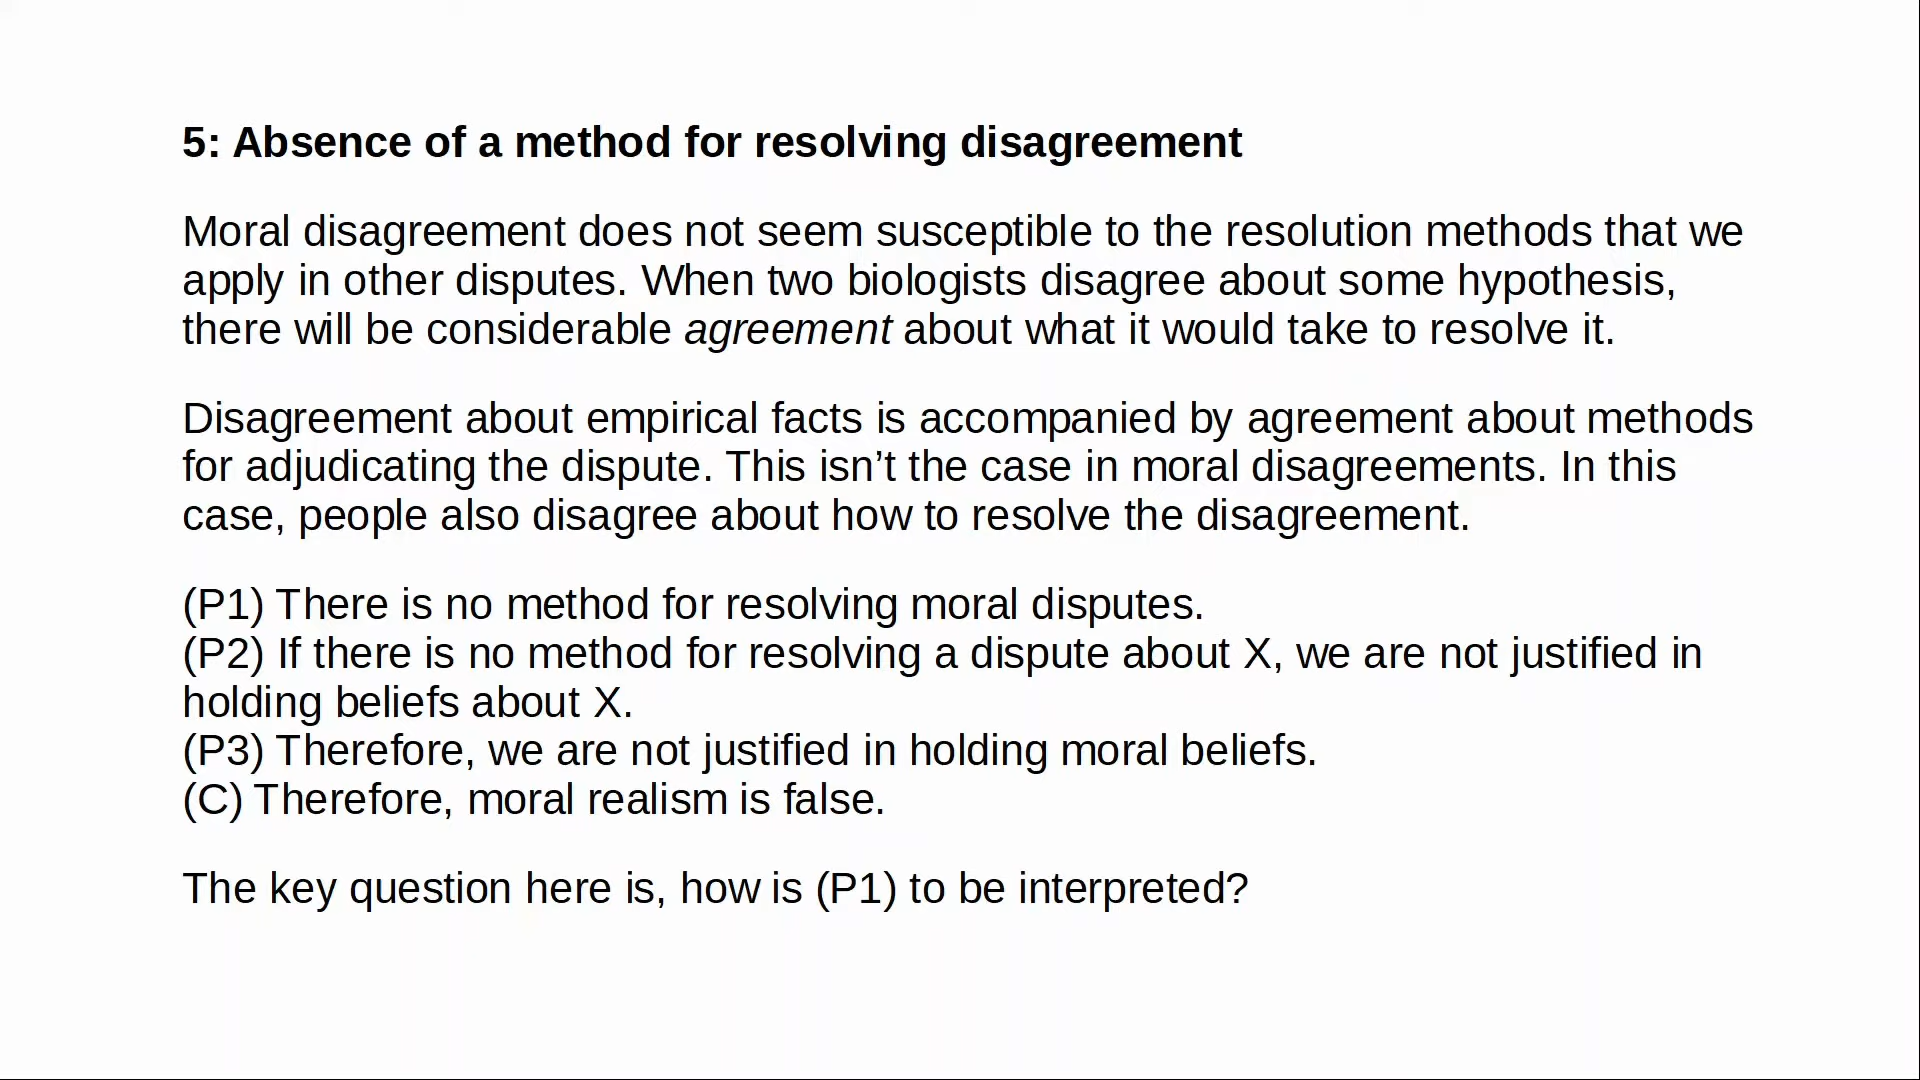 5: Absence of a method for resolving disagreement
Moral disagreement does not seem susceptible to the resolution methods that we
apply in other disputes. When two biologists disagree about some hypothesis,
there will be considerable agreement about what it would take to resolve it.
Disagreement about empirical facts is accompanied by agreement about methods
for adjudicating the dispute. This isn’t the case in moral disagreements. In this
case, people also disagree about how to resolve the disagreement.
(P1) There is no method for resolving moral disputes.
(P2) If there is no method for resolving a dispute about X, we are not justified in
holding beliefs about X.
(P3) Therefore, we are not justified in holding moral beliefs.
(C) Therefore, moral realism is false.
The key question here is, how is (P1) to be interpreted?